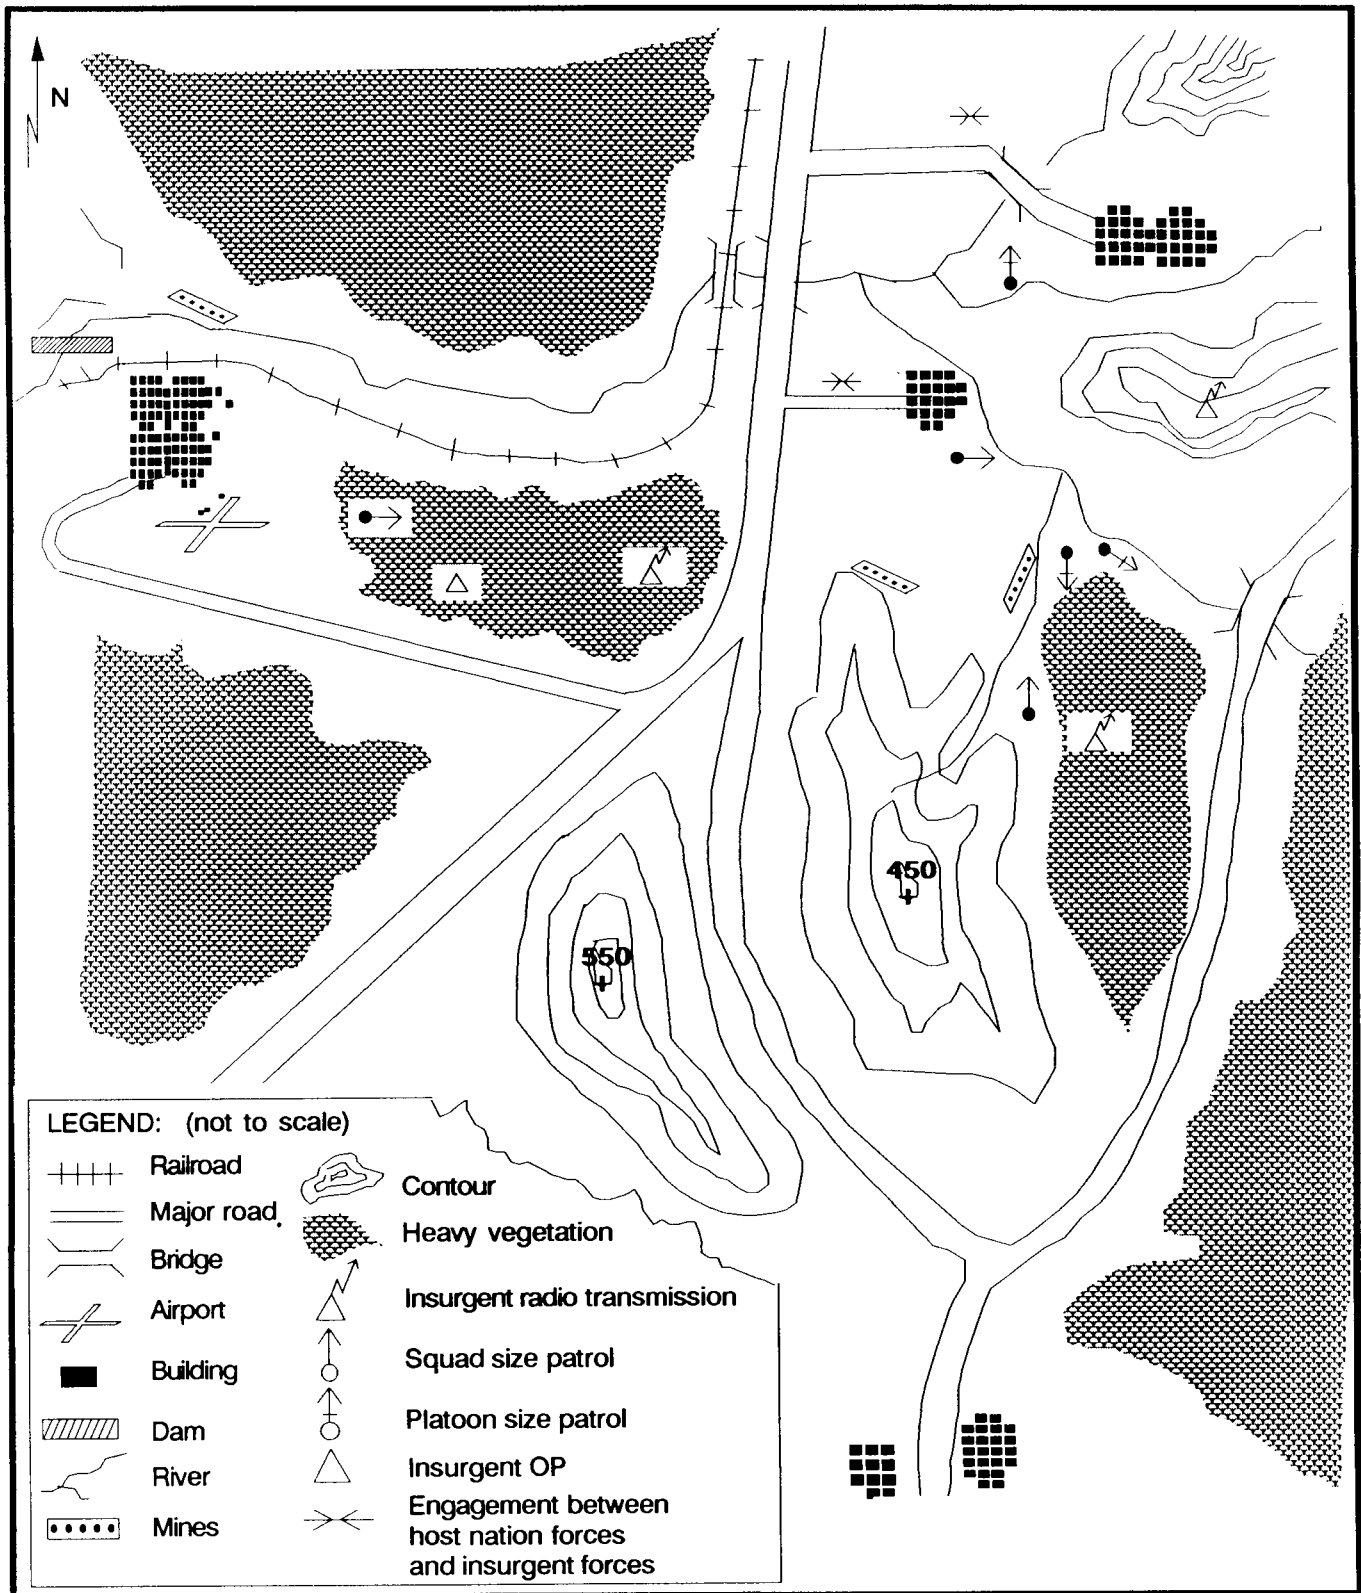 N
450
550
LEGEND: (not to scale)
Railroad
Major road
Bridge
Airport
Building
Dam
River
Mines
Contour
Heavy vegetation
Insurgent radio transmission
Squad size patrol
Platoon size patrol
Insurgent OP
Engagement between
host nation forces
and insurgent forces